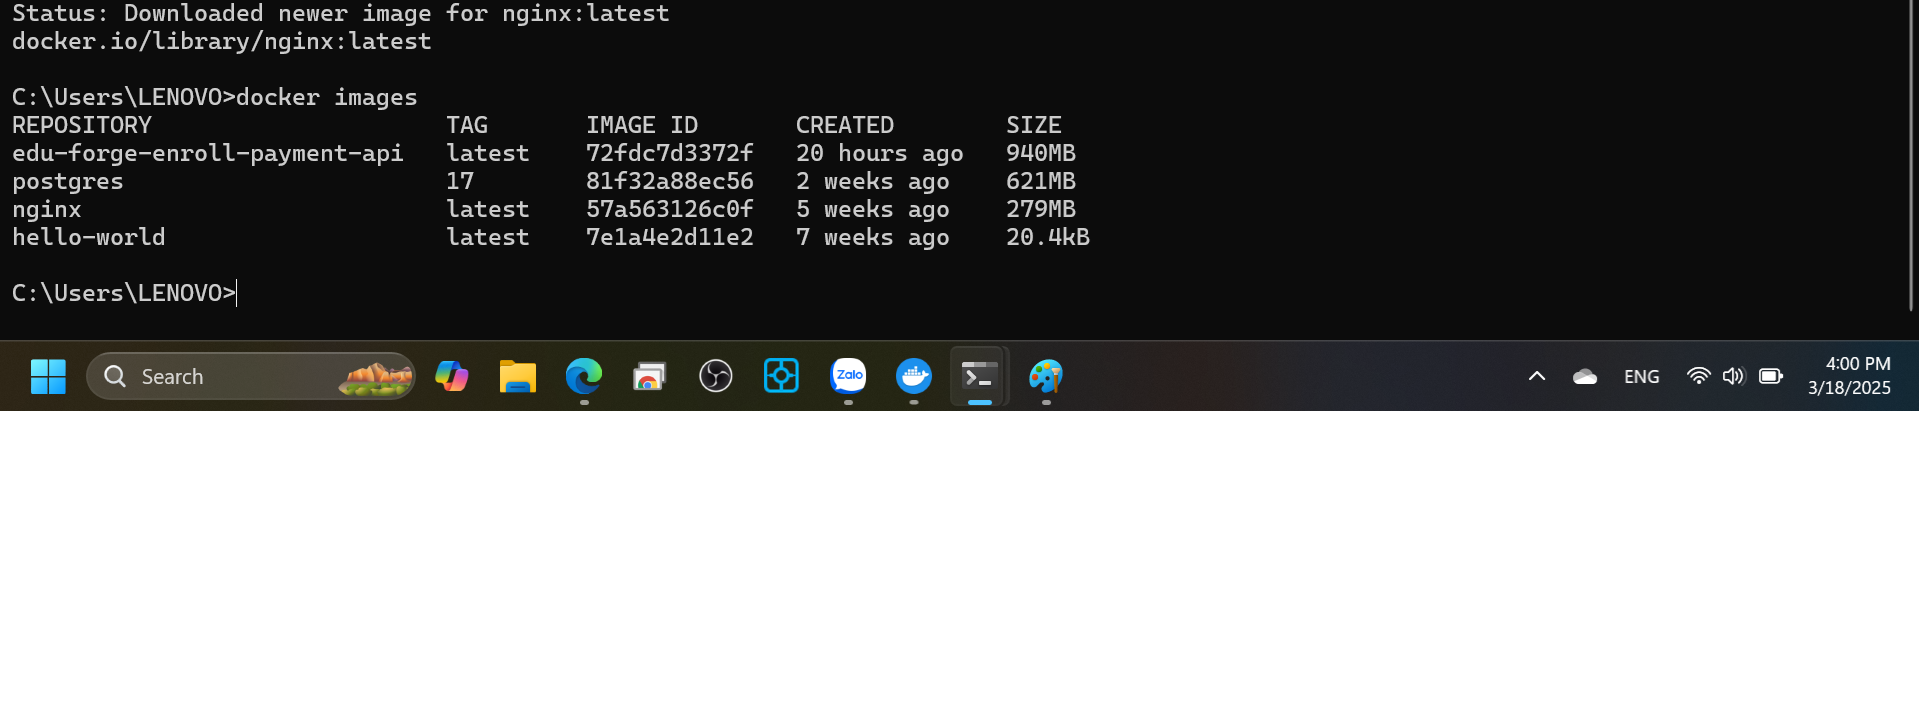 Status: Downloaded newer image for nginx:latest
docker.io/library/nginx:latest
C:\Users\LENOVO>docker images
REPOSITORY TAG IMAGE ID CREATED SIZE
edu-forge-enroll-payment-api latest 72fdc7d3372f 20 hours ago 940MB
postgres 17 81f32a88ec56 2 weeks ago 621MB
nginx latest 57a563126c0f 5 weeks ago 279MB
hello-world latest 7e1a4e2d11e2 7 weeks ago 20.4kB
C:\Users\LENOVO>
Search
Zalo
ENG
4:00 PM
3/18/2025